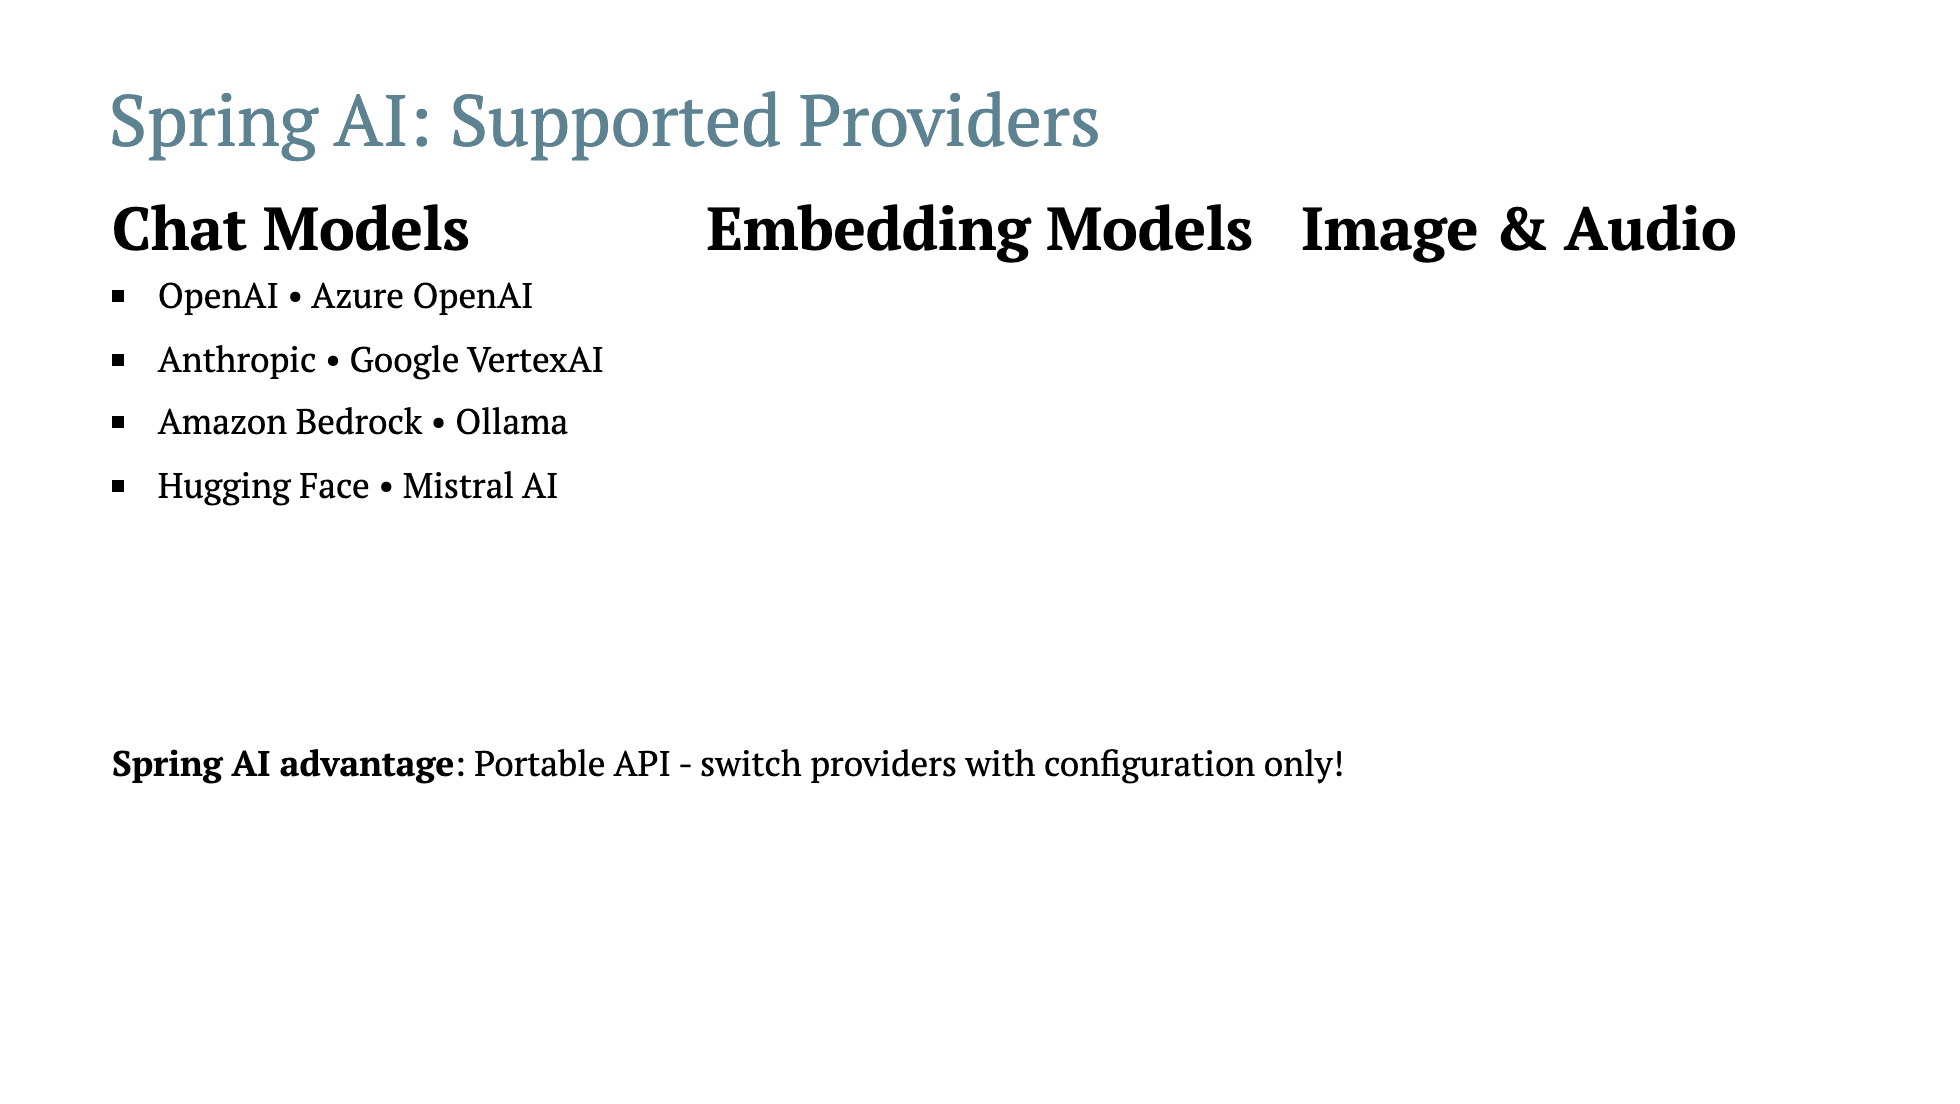 Spring AI: Supported Providers
Chat Models
▪ OpenAI • Azure OpenAI
▪ Anthropic • Google VertexAI
▪ Amazon Bedrock • Ollama
▪ Hugging Face • Mistral AI
Embedding Models
Image & Audio
Spring AI advantage: Portable API - switch providers with configuration only!